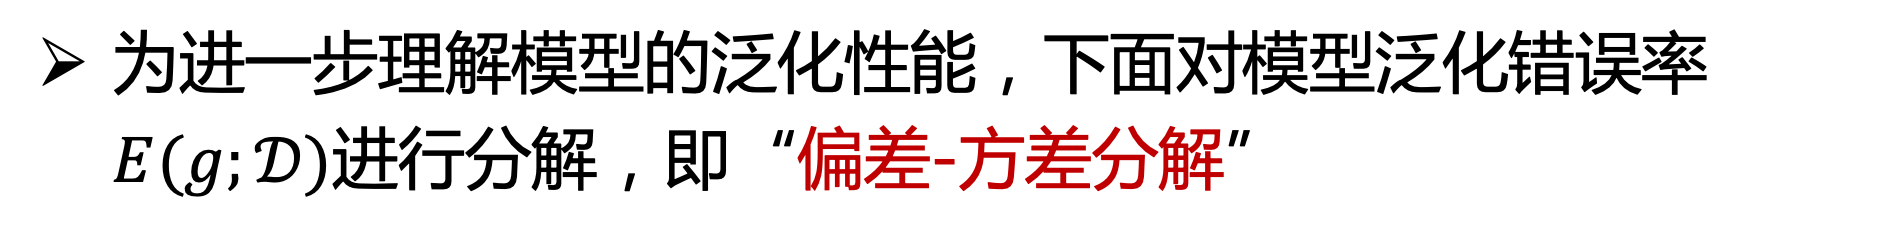 ➢ 为进一步理解模型的泛化性能，下面对模型泛化错误率
E(g;𝒟)进行分解，即“偏差-方差分解”